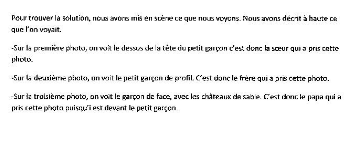 Pour trouver la solution, nous avons mis en scène ce que nous voyons. Nous avons décrit à haute ce
que l'on voyait.
-Sur la première photo, on voit le dessus de la tête du petit garçon c'est donc la sœur qui a pris cette
photo.
-Sur la deuxième photo, on voit le petit garçon de profil. C'est donc le frère qui a pris cette photo.
-Sur la troisième photo, on voit le garçon de face, avec les châteaux de sable. C'est donc le papa qui a
pris cette photo puisqu'il est devant le petit garçon.